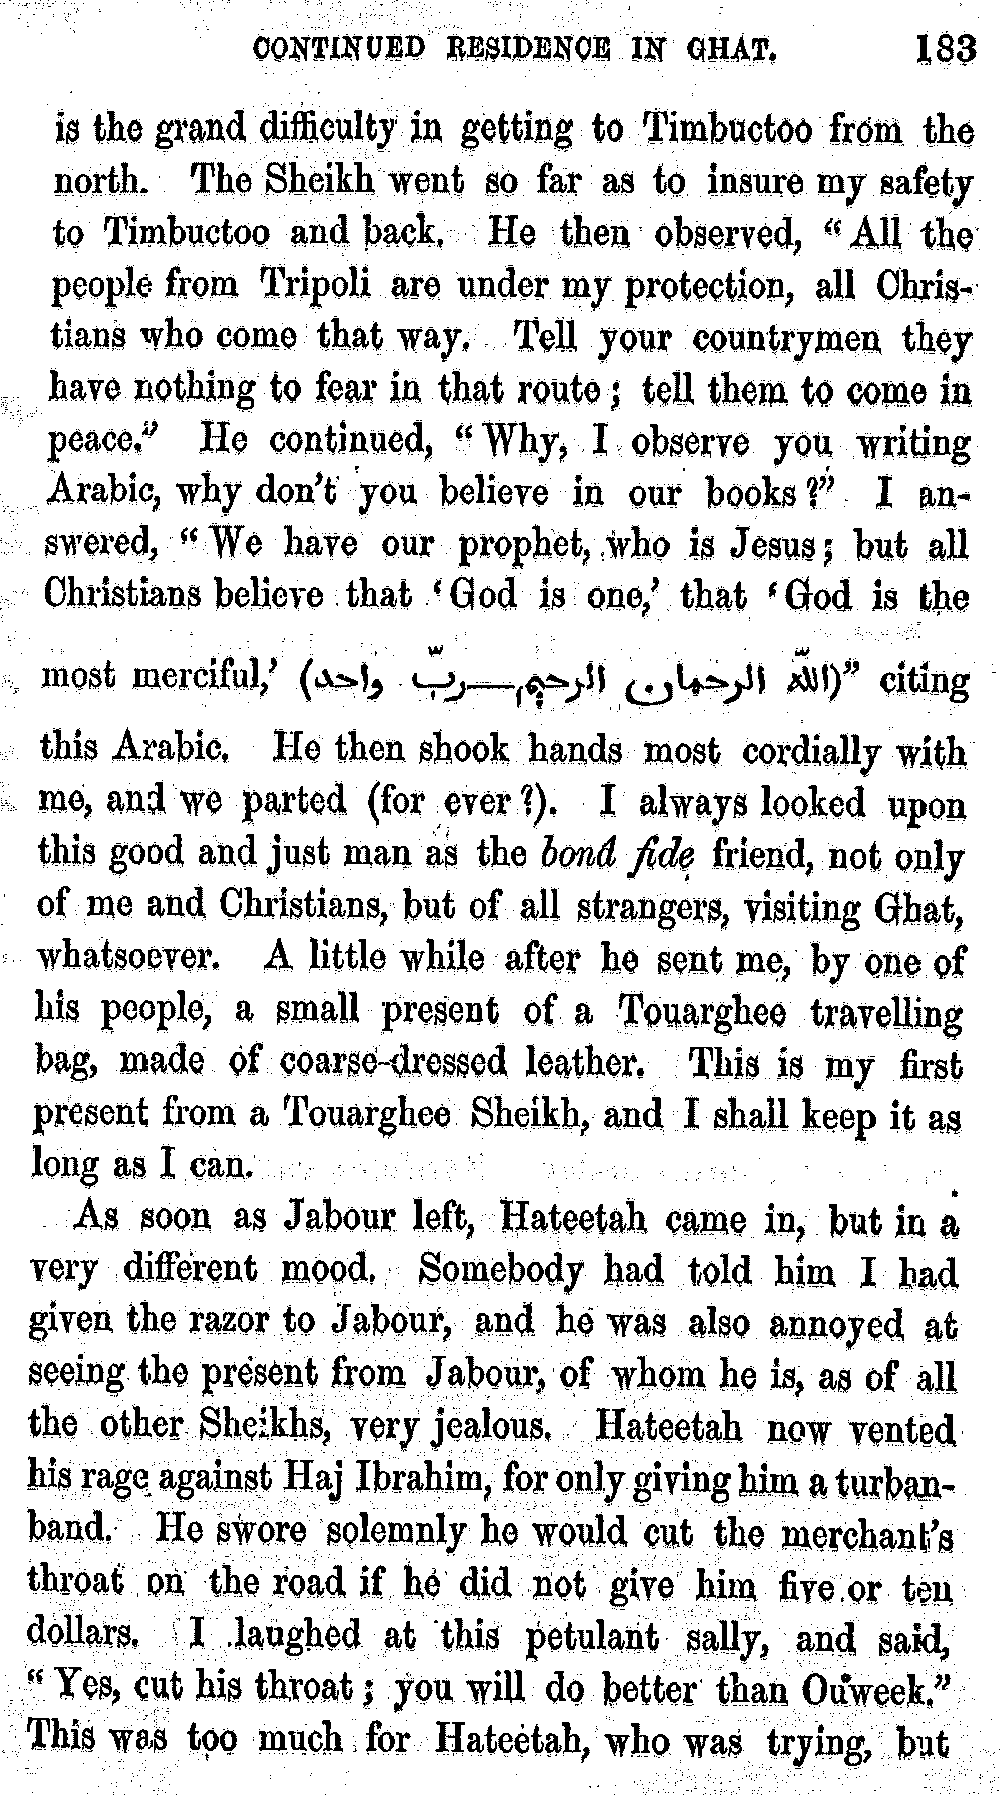 CONTINUED RESIDENCE IN GHAT. 183
is the grand difficulty in getting to Timbuctoo from the
north. The Sheikh went so far as to insure my safety
to Timbuctoo and back. He then observed, “All the
people from Tripoli are under my protection, all Chris-
tians who come that way. Tell your countrymen they
have nothing to fear in that route; tell them to come in
peace.” He continued, “Why, I observe you writing
Arabic, why don’t you believe in our books?” I an-
swered, “We have our prophet, who is Jesus; but all
Christians believe that ‘God is one,’ that ‘God is the
most merciful,’ (الله الرحمان الرحيم—ربّ واحد)” citing
this Arabic. He then shook hands most cordially with
me, and we parted (for ever?). I always looked upon
this good and just man as the bonâ fide friend, not only
of me and Christians, but of all strangers, visiting Ghat,
whatsoever. A little while after he sent me, by one of
his people, a small present of a Touarghee travelling
bag, made of coarse-dressed leather. This is my first
present from a Touarghee Sheikh, and I shall keep it as
long as I can.
As soon as Jabour left, Hateetah came in, but in a
very different mood. Somebody had told him I had
given the razor to Jabour, and he was also annoyed at
seeing the present from Jabour, of whom he is, as of all
the other Sheikhs, very jealous. Hateetah now vented
his rage against Haj Ibrahim, for only giving him a turban-
band. He swore solemnly he would cut the merchant’s
throat on the road if he did not give him five or ten
dollars. I laughed at this petulant sally, and said,
“Yes, cut his throat; you will do better than Ouweek.”
This was too much for Hateetah, who was trying, but